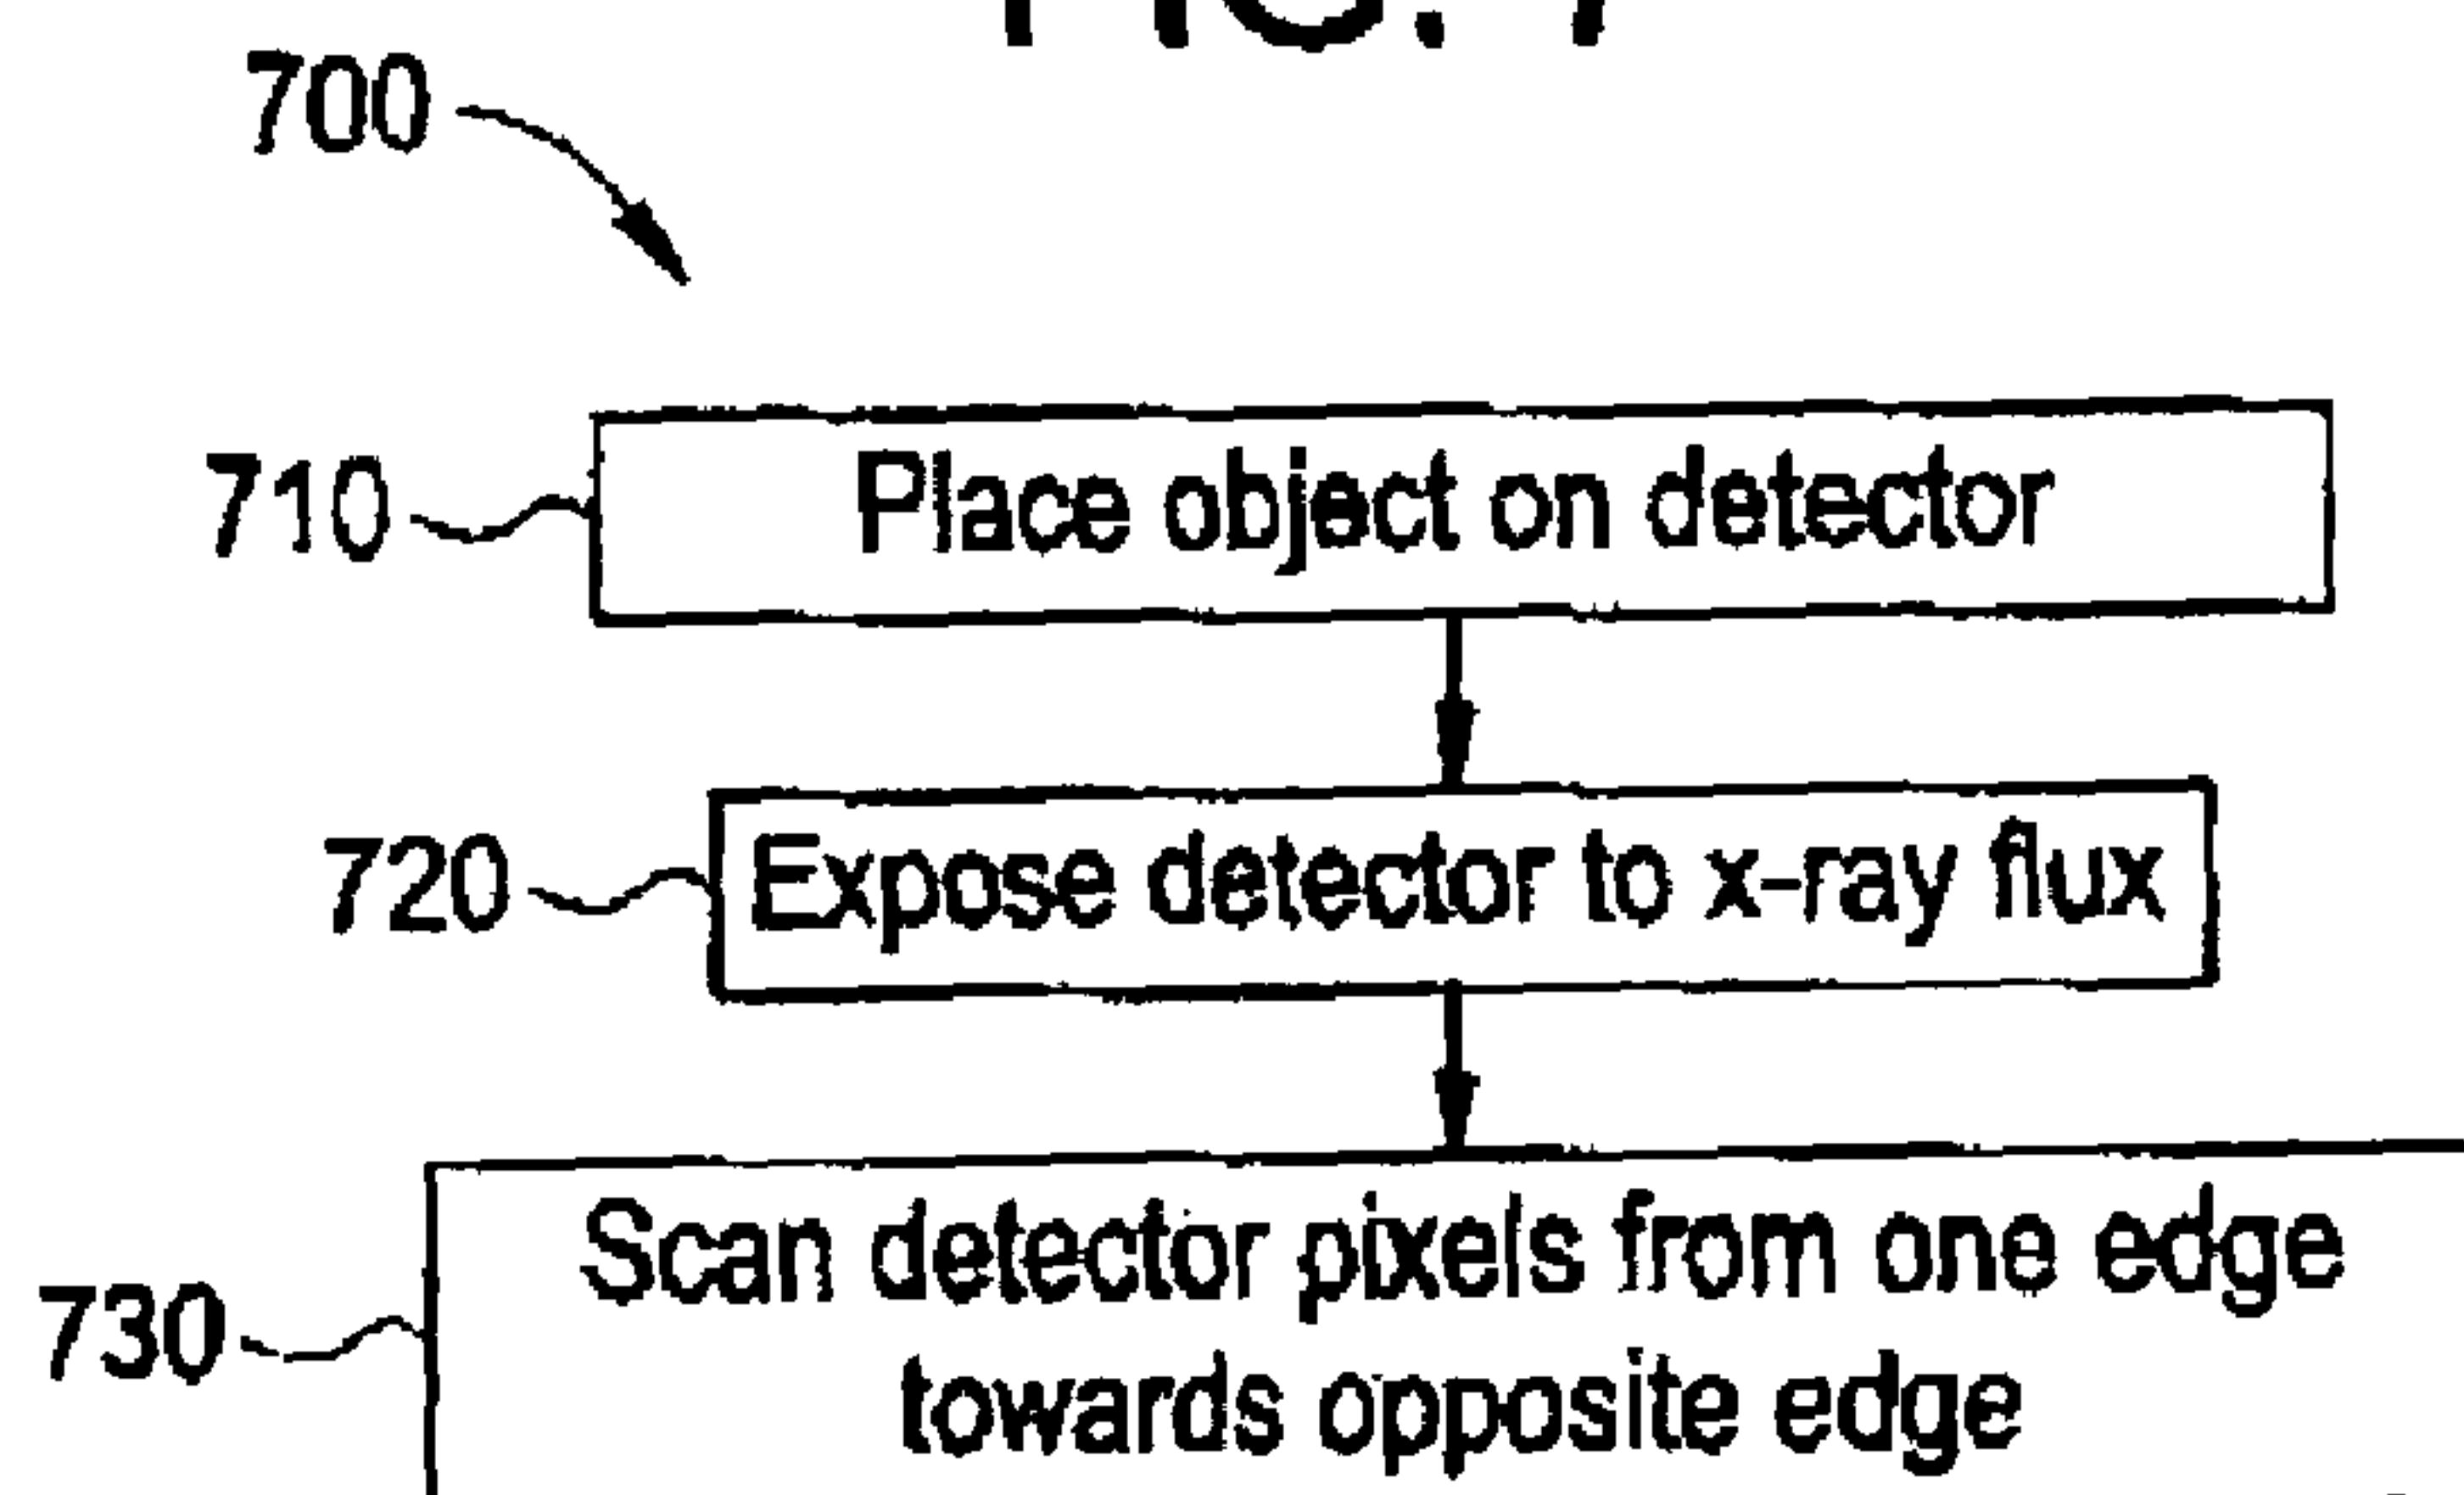 700
710 Place object on detector
720 Expose detector to x-ray flux
Scan detector pixels from one edge
730
towards opposite edge